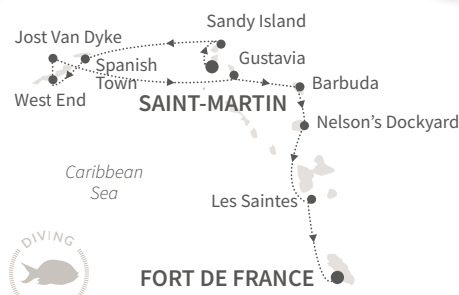 Sandy Island
Jost Van Dyke
Gustavia
Spanish
Town
Barbuda
West End
SAINT-MARTIN
Nelson's Dockyard
Caribbean
Sea
Les Saintes
DIVING
FORT DE FRANCE